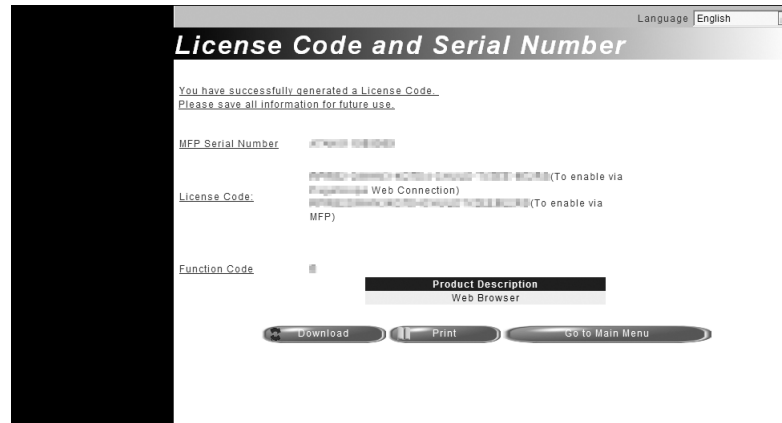 Language English
License Code and Serial Number
You have successfully generated a License Code.
Please save all information for future use.
MFP Serial Number
(To enable via
License Code: Web Connection)
(To enable via
MFP)
Function Code
Product Description
Web Browser
Download Print Go to Main Menu